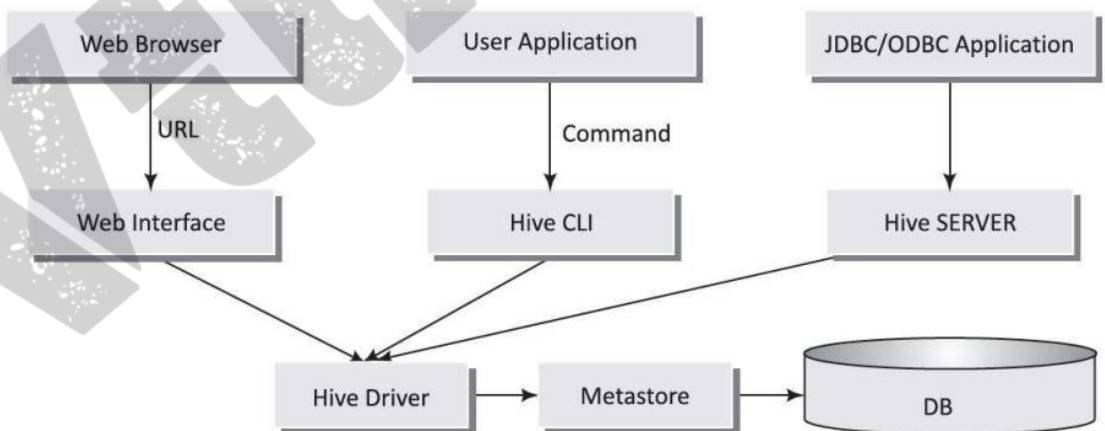 Web Browser
User Application
JDBC/ODBC Application
URL
Command
Web Interface
Hive CLI
Hive SERVER
Hive Driver
Metastore
DB